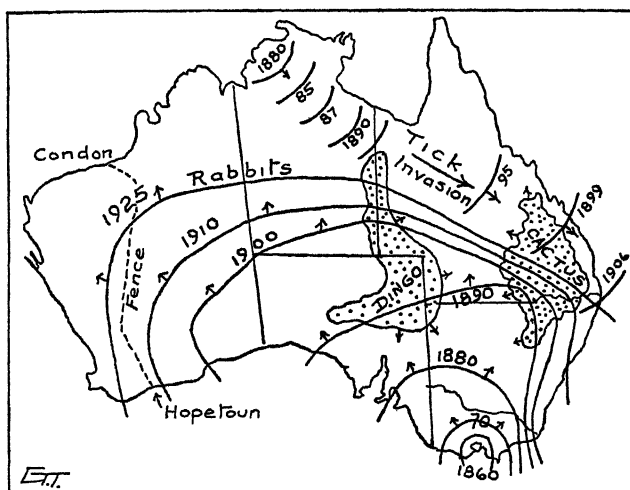 1880
85
87
1890
Tick
Invasion
95
1899
1906
CACTUS
Condon
Rabbits
1925
1910
1900
Fence
DINGO
1890
1880
70
1860
Hopetoun
G.T.